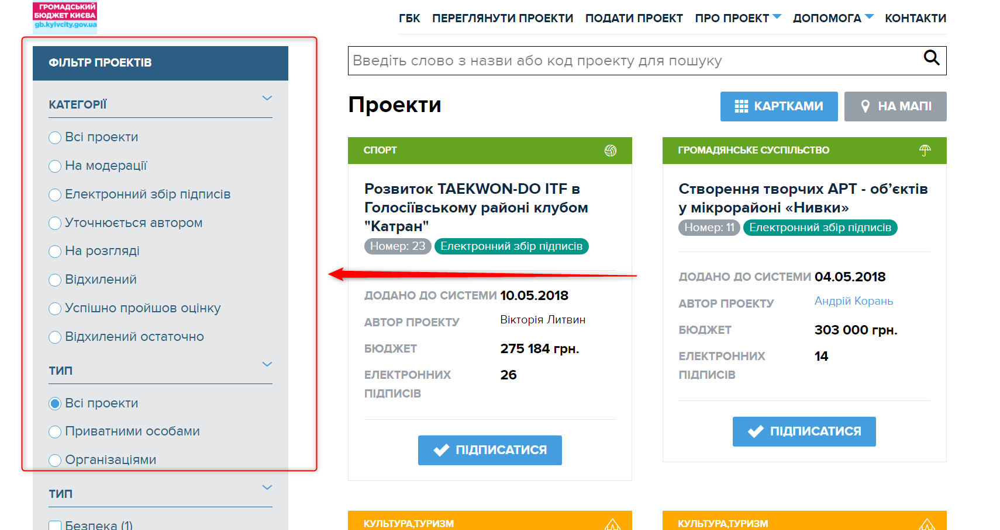 ГРОМАДСЬКИЙ
БЮДЖЕТ КИЄВА
gb.kyivcity.gov.ua
ГБК ПЕРЕГЛЯНУТИ ПРОЕКТИ ПОДАТИ ПРОЕКТ ПРО ПРОЕКТ ДОПОМОГА КОНТАКТИ
ФІЛЬТР ПРОЕКТІВ
КАТЕГОРІЇ
Всі проекти
На модерації
Електронний збір підписів
Уточнюється автором
На розгляді
Відхилений
Успішно пройшов оцінку
Відхилений остаточно
ТИП
Всі проекти
Приватними особами
Організаціями
ТИП
Безпека (1)
Введіть слово з назви або код проекту для пошуку
Проекти
КАРТКАМИ
НА МАПІ
СПОРТ
Розвиток TAEKWON-DO ITF в
Голосіївському районі клубом
"Катран"
Номер: 23 Електронний збір підписів
ДОДАНО ДО СИСТЕМИ 10.05.2018
АВТОР ПРОЕКТУ Вікторія Литвин
БЮДЖЕТ 275 184 грн.
ЕЛЕКТРОННИХ 26
ПІДПИСІВ
ПІДПИСАТИСЯ
ГРОМАДЯНСЬКЕ СУСПІЛЬСТВО
Створення творчих АРТ - об’єктів
у мікрорайоні «Нивки»
Номер: 11 Електронний збір підписів
ДОДАНО ДО СИСТЕМИ 04.05.2018
АВТОР ПРОЕКТУ Андрій Корань
БЮДЖЕТ 303 000 грн.
ЕЛЕКТРОННИХ 14
ПІДПИСІВ
ПІДПИСАТИСЯ
КУЛЬТУРА,ТУРИЗМ
КУЛЬТУРА,ТУРИЗМ